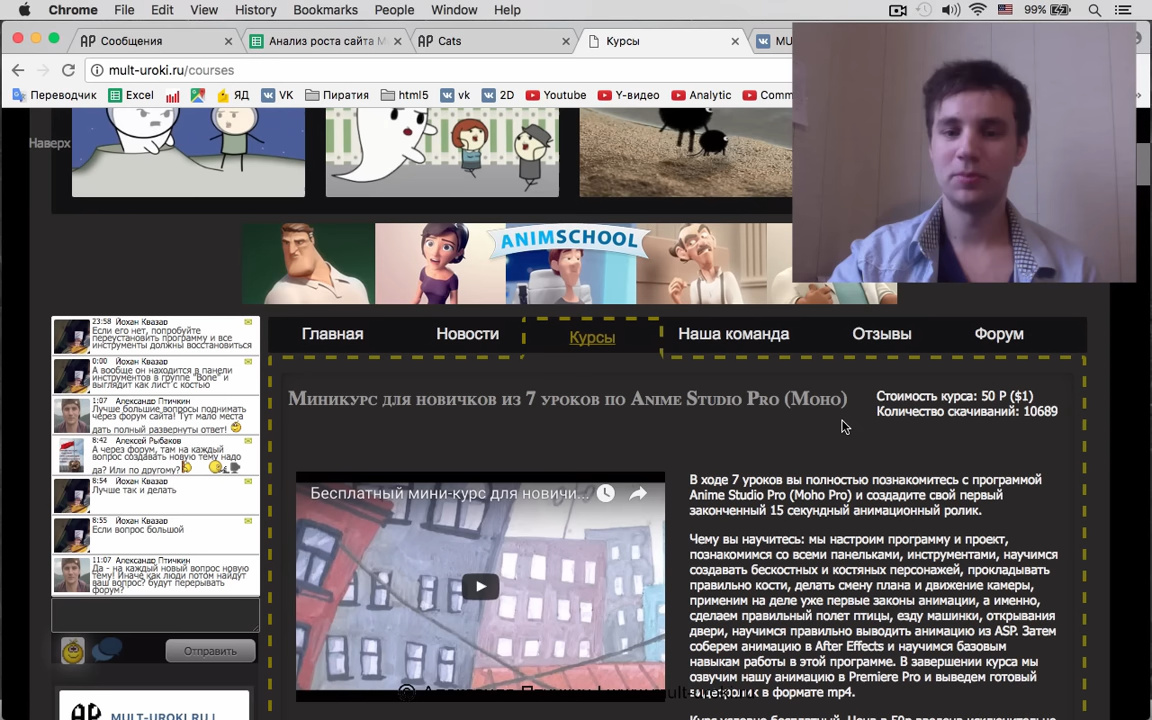 Chrome File Edit View History Bookmarks People Window Help 99%
Сообщения
Анализ роста сайта М
Cats
Курсы
MU
mult-uroki.ru/courses
Переводчик Excel ЯД VK Пиратия html5 vk 2D Youtube Y-видео Analytic Comm
Наверх
ANIMSCHOOL
Главная Новости Курсы Наша команда Отзывы Форум
23:58 Йохан Квазар
Если его нет, попробуйте
переустановить программу и все
инструменты должны восстановиться
0:00 Йохан Квазар
А вообще он находится в панели
инструментов в группе "Bone" и
выглядит как лист с костью
1:07 Александр Птичкин
Лучше большие вопросы поднимать
через форум сайта! Тут мало места
дать полный развернуты ответ!
8:42 Алексей Рыбаков
А через форум, там на каждый
вопрос создавать новую тему надо
да? Или по другому?
8:54 Йохан Квазар
Лучше так и делать
8:55 Йохан Квазар
Если вопрос большой
11:07 Александр Птичкин
Да - на каждый новый вопрос новую
тему! Иначе как люди потом найдут
ваш вопрос? будут перерывать
форум?
Отправить
MULT-UROKI.RU |
Миникурс для новичков из 7 уроков по Anime Studio Pro (Moho)
Стоимость курса: 50 Р ($1)
Количество скачиваний: 10689
Бесплатный мини-курс для новичи...
В ходе 7 уроков вы полностью познакомитесь с программой
Anime Studio Pro (Moho Pro) и создадите свой первый
законченный 15 секундный анимационный ролик.
Чему вы научитесь: мы настроим программу и проект,
познакомимся со всеми панельками, инструментами, научимся
создавать бескостных и костяных персонажей, прокладывать
правильно кости, делать смену плана и движение камеры,
применим на деле уже первые законы анимации, а именно,
сделаем правильный полет птицы, езду машинки, открывания
двери, научимся правильно выводить анимацию из ASP. Затем
соберем анимацию в After Effects и научимся базовым
навыкам работы в этой программе. В завершении курса мы
озвучим нашу анимацию в Premiere Pro и выведем готовый
в формате mp4.